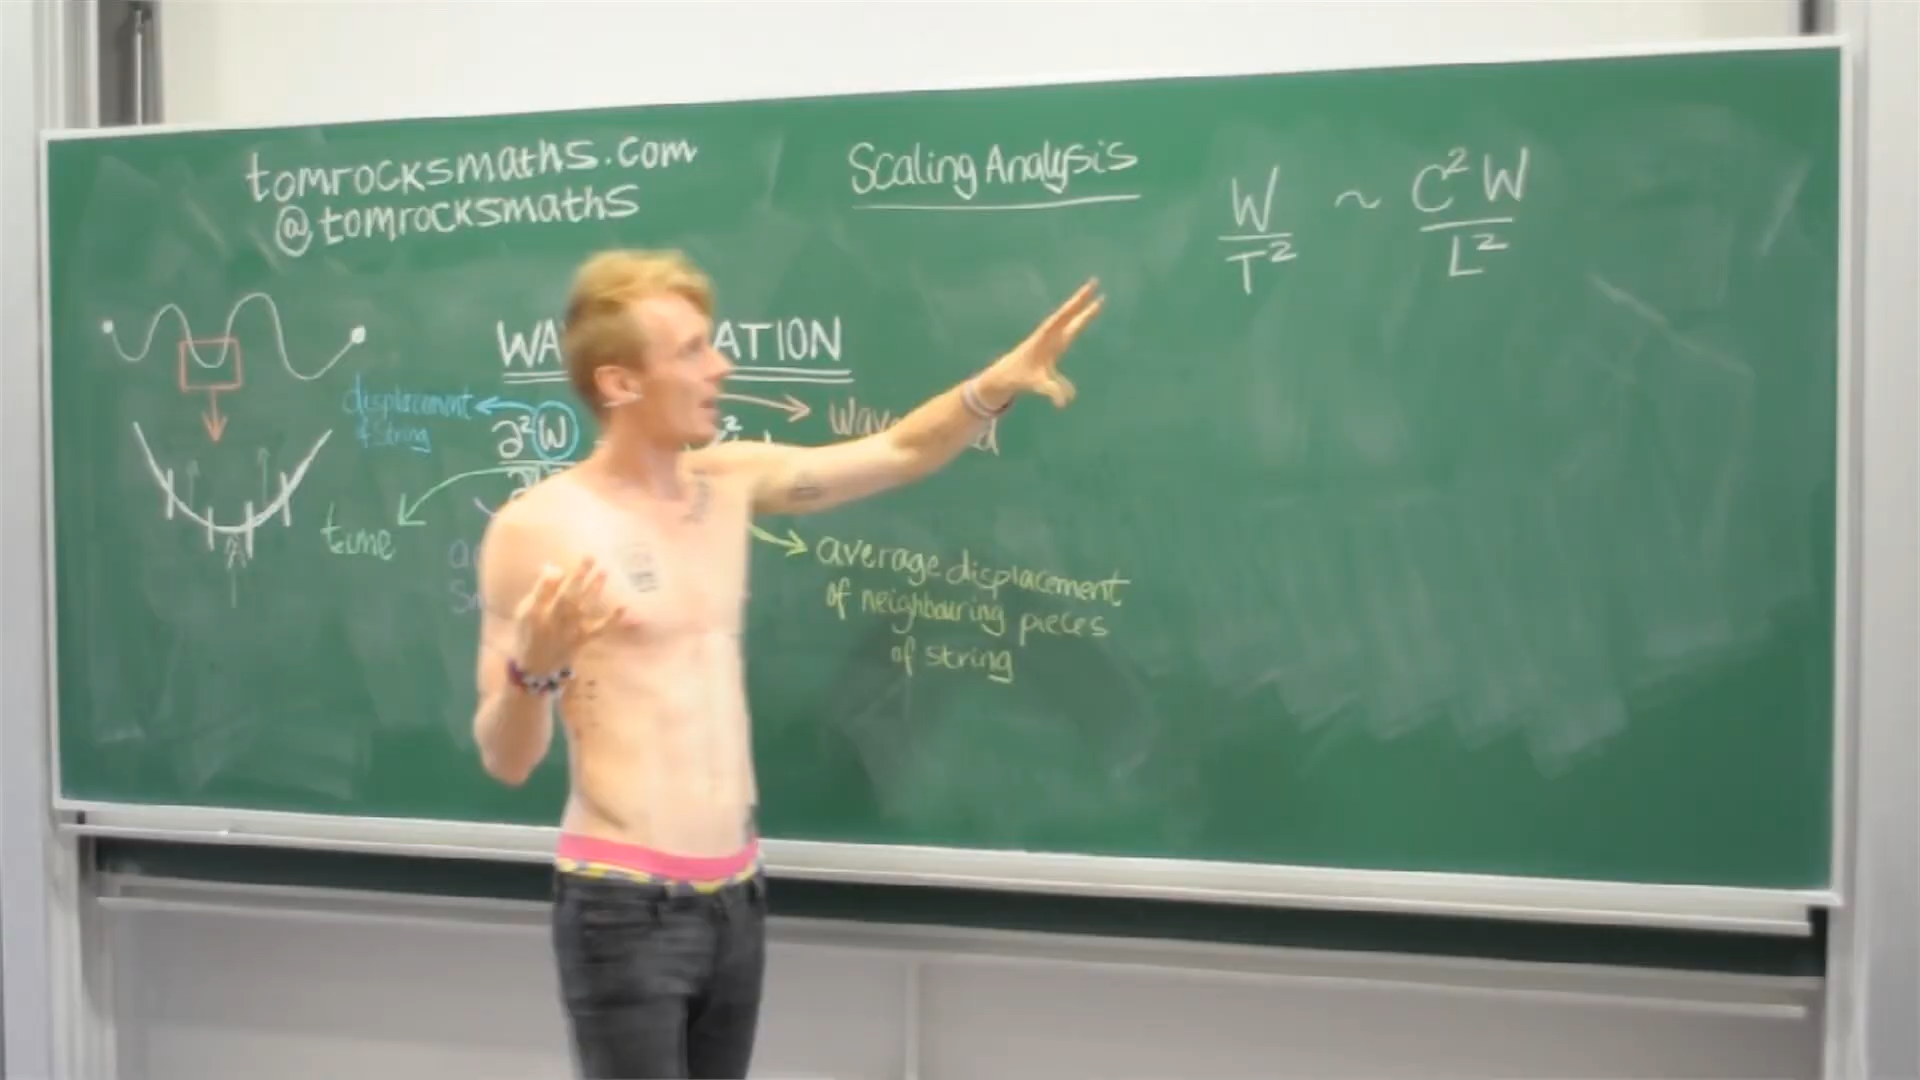 tomrocksmaths.com
@tomrocksmaths
Scaling Analysis
W/T² ~ C²W/L²
WA ATION
displacement
of string
∂²W
time
average displacement
of neighbouring pieces
of string